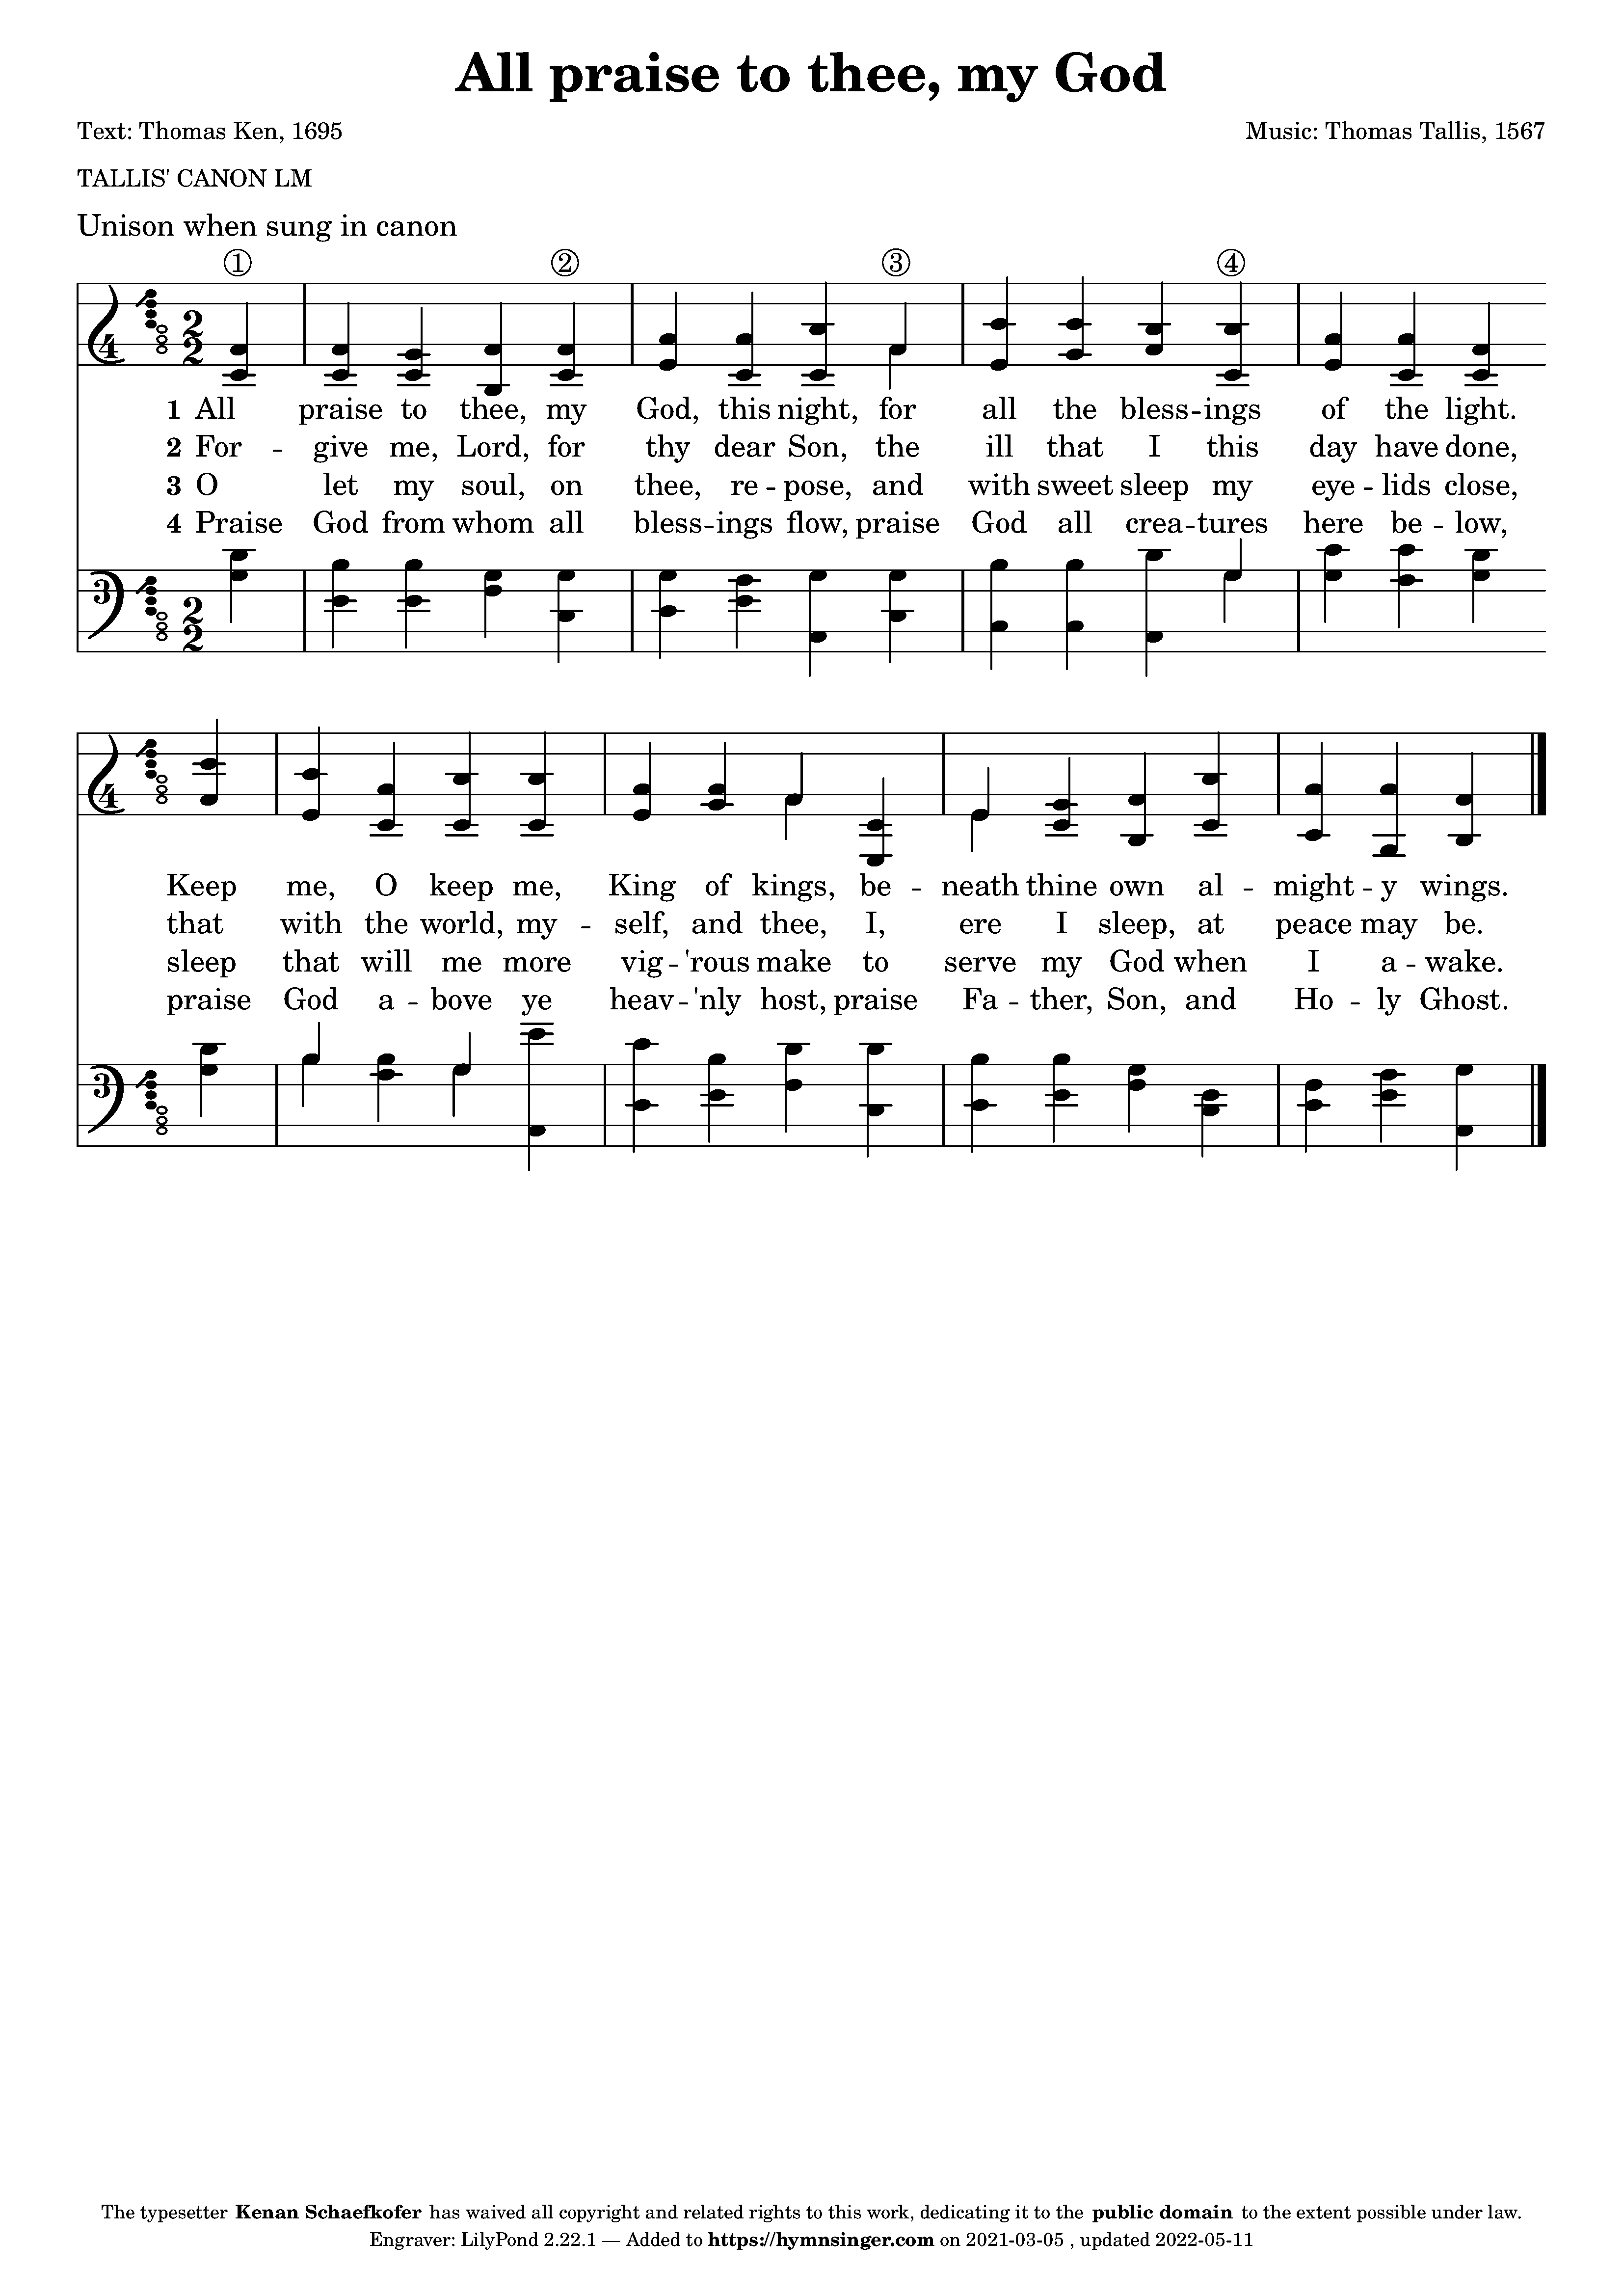 All praise to thee, my God
Text: Thomas Ken, 1695 Music: Thomas Tallis, 1567
TALLIS' CANON LM
Unison when sung in canon
① ② ③ ④
4 2 2
1 All praise to thee, my God, this night, for all the bless -- ings of the light.
2 For -- give me, Lord, for thy dear Son, the ill that I this day have done,
3 O let my soul, on thee, re -- pose, and with sweet sleep my eye -- lids close,
4 Praise God from whom all bless -- ings flow, praise God all crea -- tures here be -- low,
3 2 2
4
Keep me, O keep me, King of kings, be -- neath thine own al -- might -- y wings.
that with the world, my -- self, and thee, I, ere I sleep, at peace may be.
sleep that will me more vig -- 'rous make to serve my God when I a -- wake.
praise God a -- bove ye heav -- 'nly host, praise Fa -- ther, Son, and Ho -- ly Ghost.
3
The typesetter Kenan Schaefkofer has waived all copyright and related rights to this work, dedicating it to the public domain to the extent possible under law.
Engraver: LilyPond 2.22.1 — Added to https://hymnsinger.com on 2021-03-05 , updated 2022-05-11